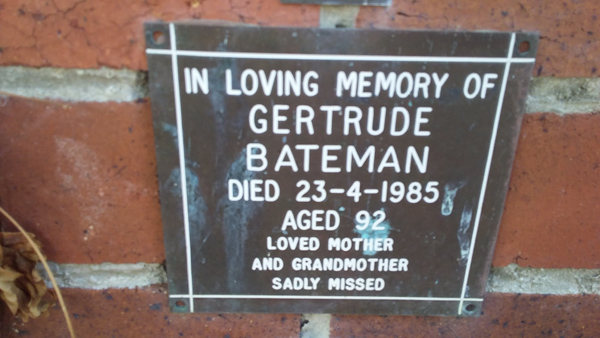 IN LOVING MEMORY OF
GERTRUDE
BATEMAN
DIED 23-4-1985
AGED 92
LOVED MOTHER
AND GRANDMOTHER
SADLY MISSED